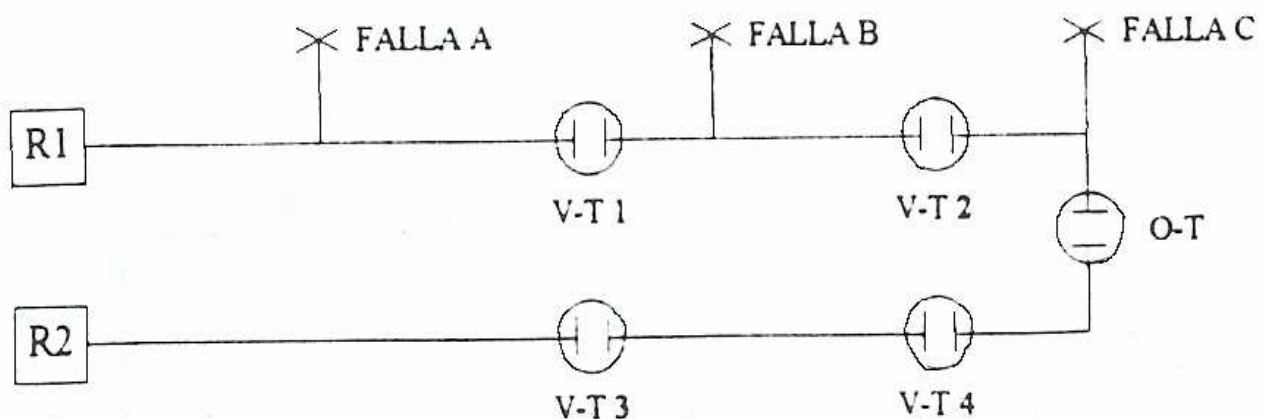 FALLA A
FALLA B
FALLA C
R1
V-T 1
V-T 2
O-T
R2
V-T 3
V-T 4